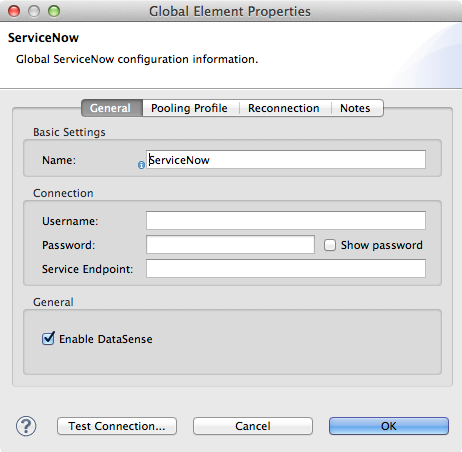 Global Element Properties
ServiceNow
Global ServiceNow configuration information.
General Pooling Profile Reconnection Notes
Basic Settings
Name: ServiceNow
Connection
Username:
Password: Show password
Service Endpoint:
General
Enable DataSense
? Test Connection... Cancel OK